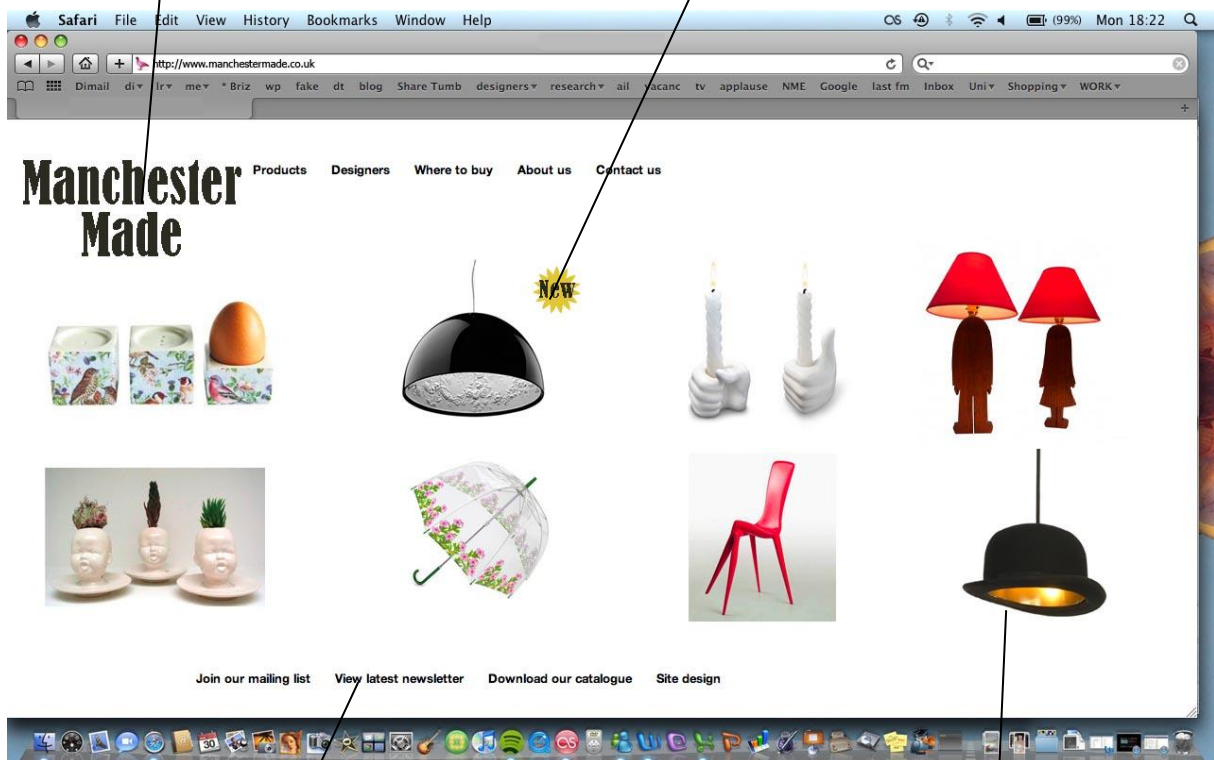 Safari File Edit View History Bookmarks Window Help (99%) Mon 18:22
http://www.manchestermade.co.uk
Dimail di lr me * Briz wp fake dt blog Share Tumb designers research ail vacanc tv applause NME Google last fm Inbox Uni Shopping WORK
Manchester
Made
Products Designers Where to buy About us Contact us
New
Join our mailing list View latest newsletter Download our catalogue Site design
30